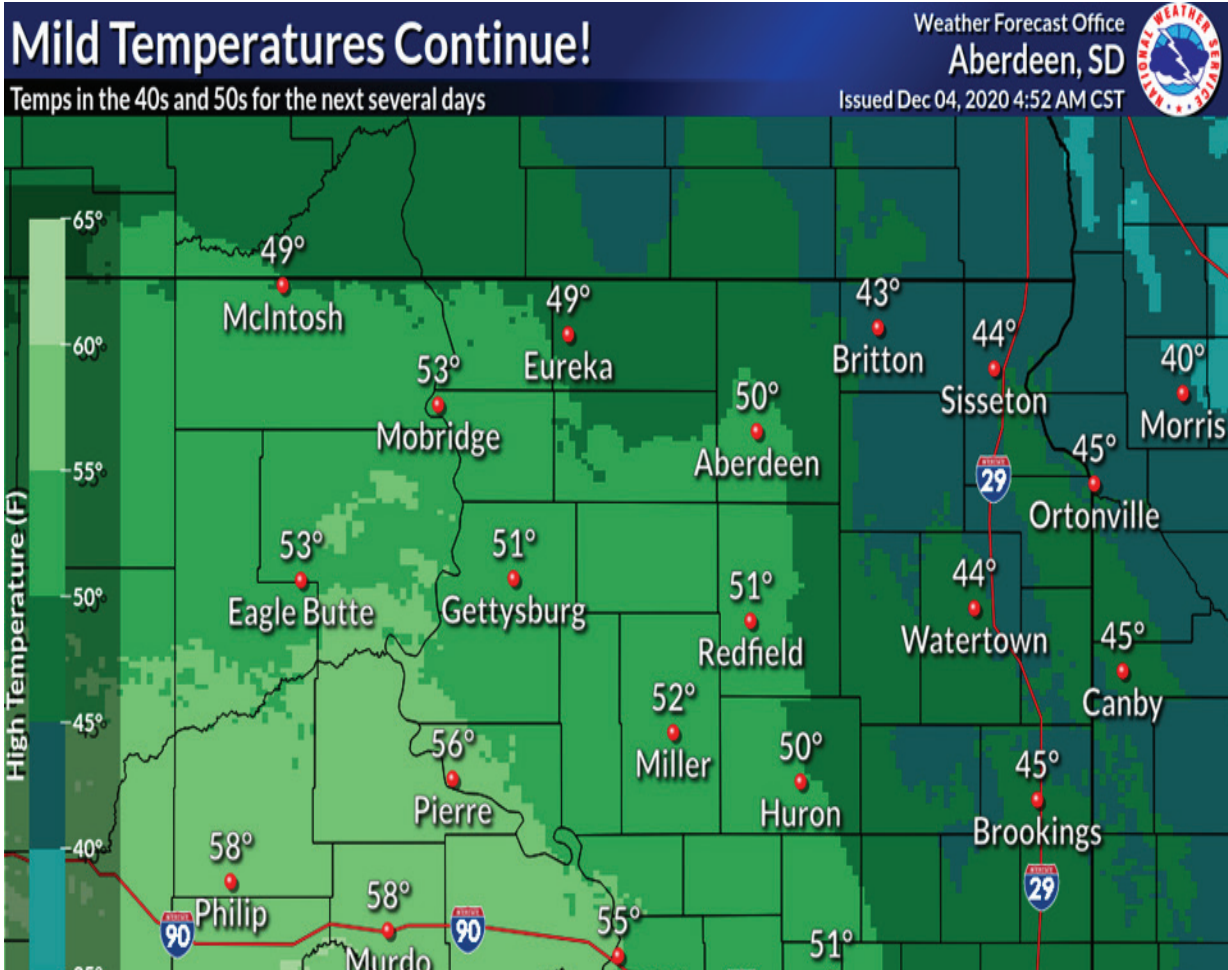 Mild Temperatures Continue!
Temps in the 40s and 50s for the next several days
Weather Forecast Office
Aberdeen, SD
Issued Dec 04, 2020 4:52 AM CST
NATIONAL WEATHER SERVICE
High Temperature (F)
65°
60°
55°
50°
45°
40°
49°
McIntosh
49°
Eureka
43°
Britton
44°
Sisseton
40°
Morris
53°
Mobridge
50°
Aberdeen
45°
Ortonville
INTERSTATE
29
53°
Eagle Butte
51°
Gettysburg
51°
Redfield
44°
Watertown
45°
Canby
56°
Pierre
52°
Miller
50°
Huron
45°
Brookings
58°
Philip
58°
Murdo
55°
51°
INTERSTATE
90
INTERSTATE
90
INTERSTATE
29